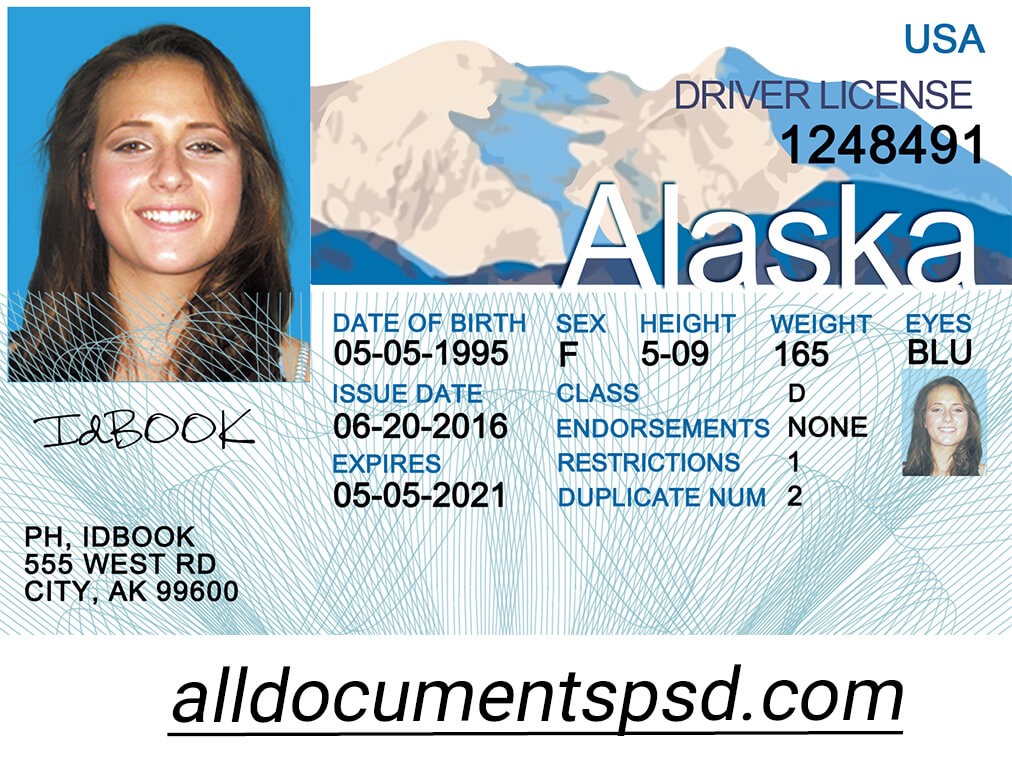 USA
DRIVER LICENSE
1248491
Alaska
DATE OF BIRTH SEX HEIGHT WEIGHT EYES
05-05-1995 F 5-09 165 BLU
ISSUE DATE CLASS D
06-20-2016 ENDORSEMENTS NONE
EXPIRES RESTRICTIONS 1
05-05-2021 DUPLICATE NUM 2
IdBOOK
PH, IDBOOK
555 WEST RD
CITY, AK 99600
alldocumentspsd.com